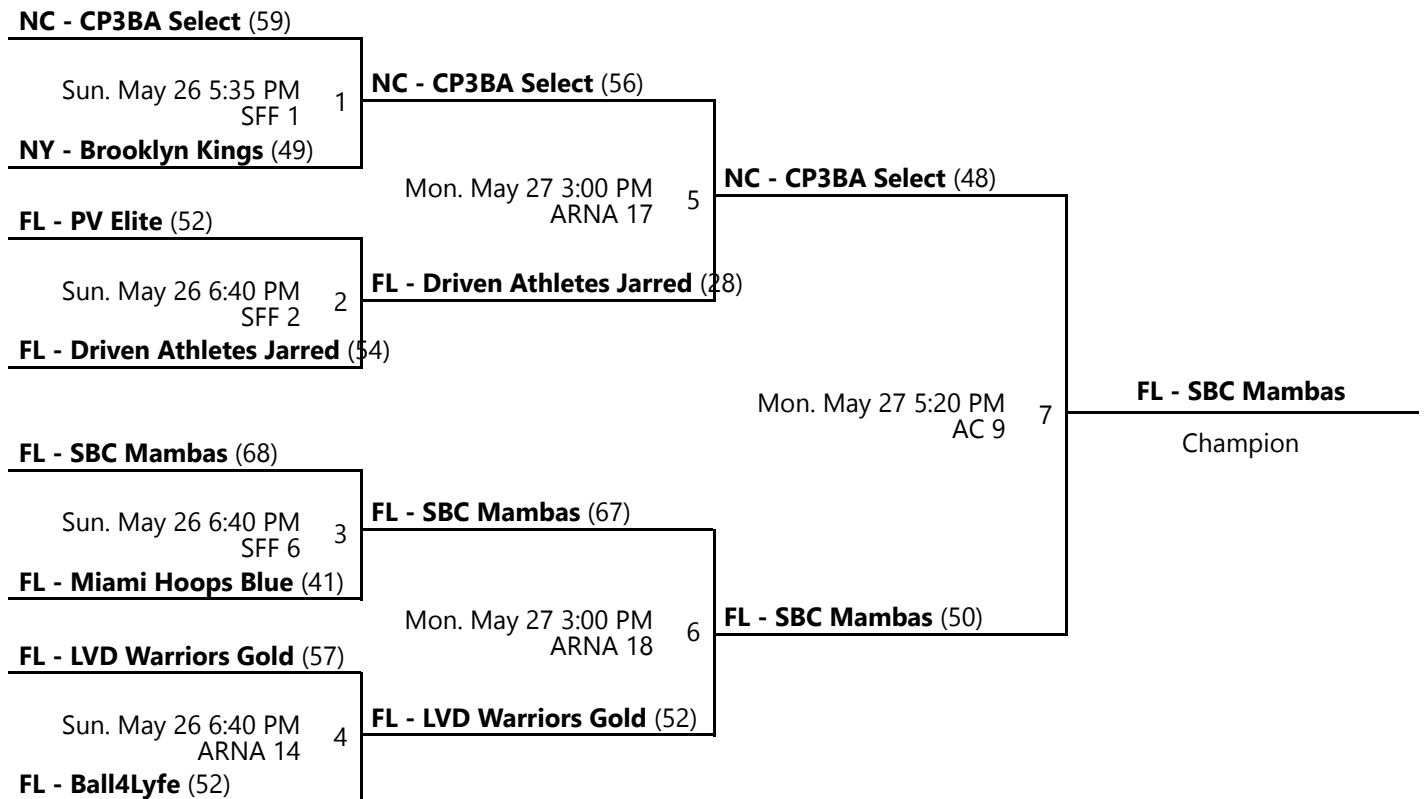 NC - CP3BA Select (59)
Sun. May 26 5:35 PM
SFF 1
1
NY - Brooklyn Kings (49)
FL - PV Elite (52)
Sun. May 26 6:40 PM
SFF 2
2
FL - Driven Athletes Jarred (54)
FL - SBC Mambas (68)
Sun. May 26 6:40 PM
SFF 6
3
FL - Miami Hoops Blue (41)
FL - LVD Warriors Gold (57)
Sun. May 26 6:40 PM
ARNA 14
4
FL - Ball4Lyfe (52)
NC - CP3BA Select (56)
Mon. May 27 3:00 PM
ARNA 17
5
FL - Driven Athletes Jarred (28)
FL - SBC Mambas (67)
Mon. May 27 3:00 PM
ARNA 18
6
FL - LVD Warriors Gold (52)
NC - CP3BA Select (48)
Mon. May 27 5:20 PM
AC 9
7
FL - SBC Mambas (50)
FL - SBC Mambas
Champion